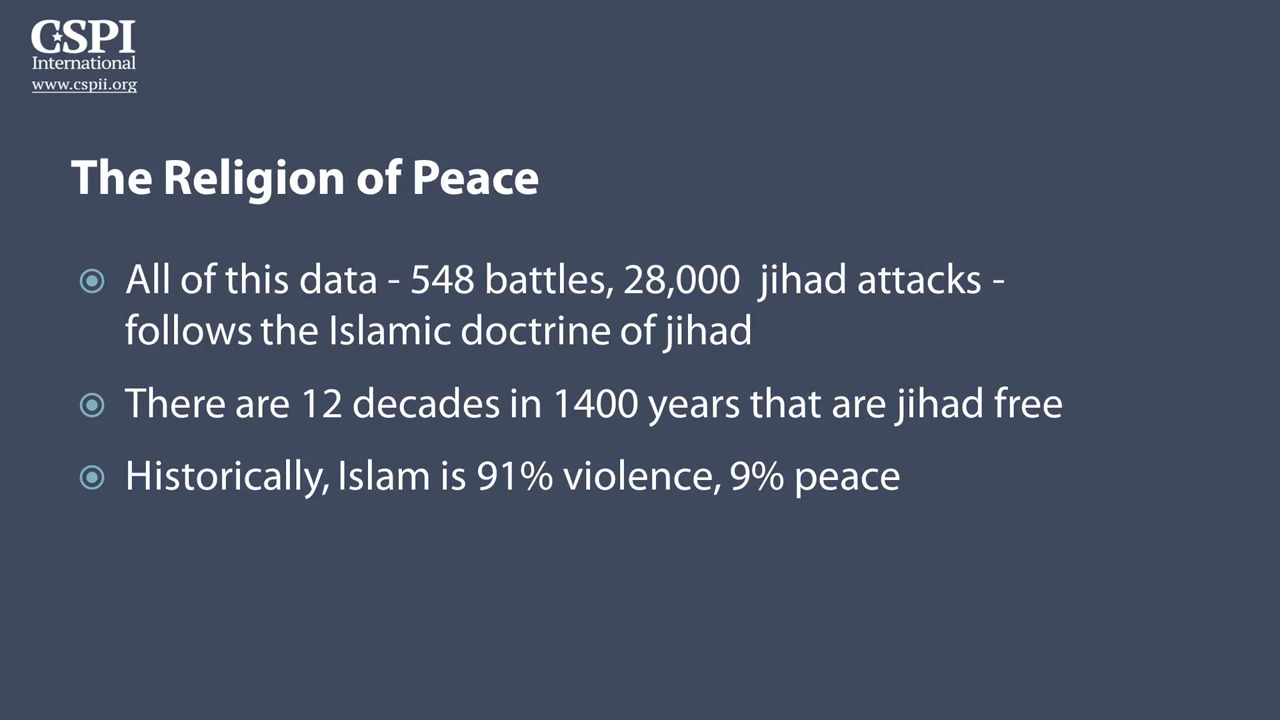 CSPI
International
www.cspii.org
The Religion of Peace
All of this data - 548 battles, 28,000  jihad attacks -
follows the Islamic doctrine of jihad
There are 12 decades in 1400 years that are jihad free
Historically, Islam is 91% violence, 9% peace